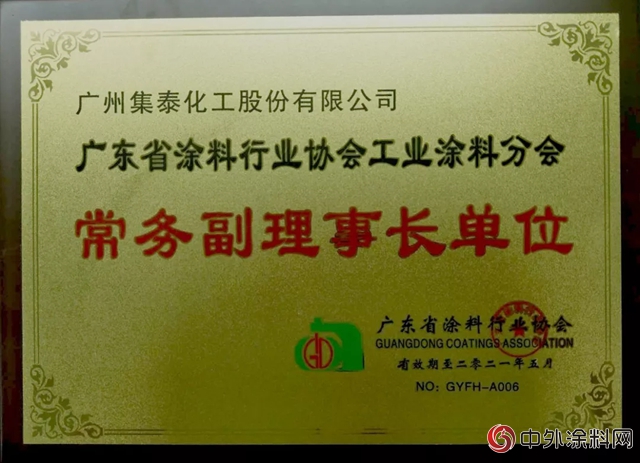 广州集泰化工股份有限公司
广东省涂料行业协会工业涂料分会
常务副理事长单位
广东省涂料行业协会
GUANGDONG COATINGS ASSOCIATION
有效期至二零二一年五月
NO: GYFH-A006
中外涂料网